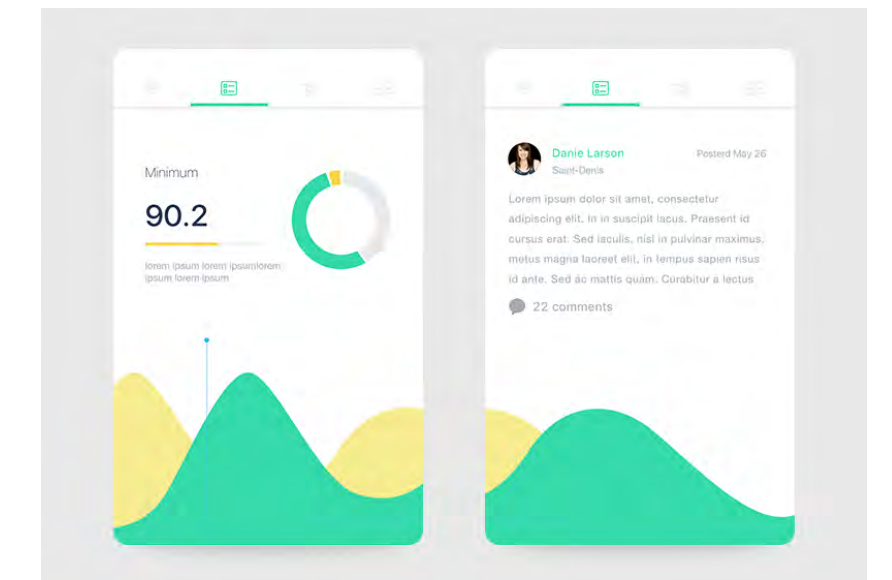 Minimum
90.2
lorem ipsum lorem ipsumlorem
ipsum lorem ipsum
Danie Larson
Posterd May 26
Saint-Denis
Lorem ipsum dolor sit amet, consectetur
adipiscing elit. In in suscipit lacus. Praesent id
cursus erat. Sed iaculis, nisl in pulvinar maximus,
metus magna laoreet elit, in tempus sapien risus
id ante. Sed ac mattis quam. Curabitur a lectus
22 comments